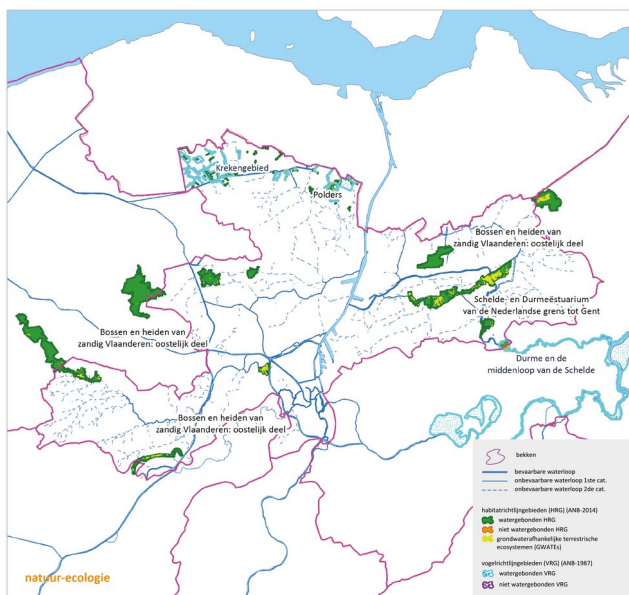 Krekengebied
Polders
Bossen en heiden van
zandig Vlaanderen: oostelijk deel
Schelde- en Durmeëstuarium
van de Nederlandse grens tot Gent
Bossen en heiden van
zandig Vlaanderen: oostelijk deel
Durme en de
middenloop van de Schelde
Bossen en heiden van
zandig Vlaanderen: oostelijk deel
bekken
bevaarbare waterloop
onbevaarbare waterloop 1ste cat.
onbevaarbare waterloop 2de cat.
habitatrichtlijngebieden (HRG) (ANB-2014)
watergebonden HRG
niet watergebonden HRG
grondwaterafhankelijke terrestrische
ecosystemen (GWATEs)
vogelrichtlijngebieden (VRG) (ANB-1987)
watergebonden VRG
niet watergebonden VRG
natuur-ecologie